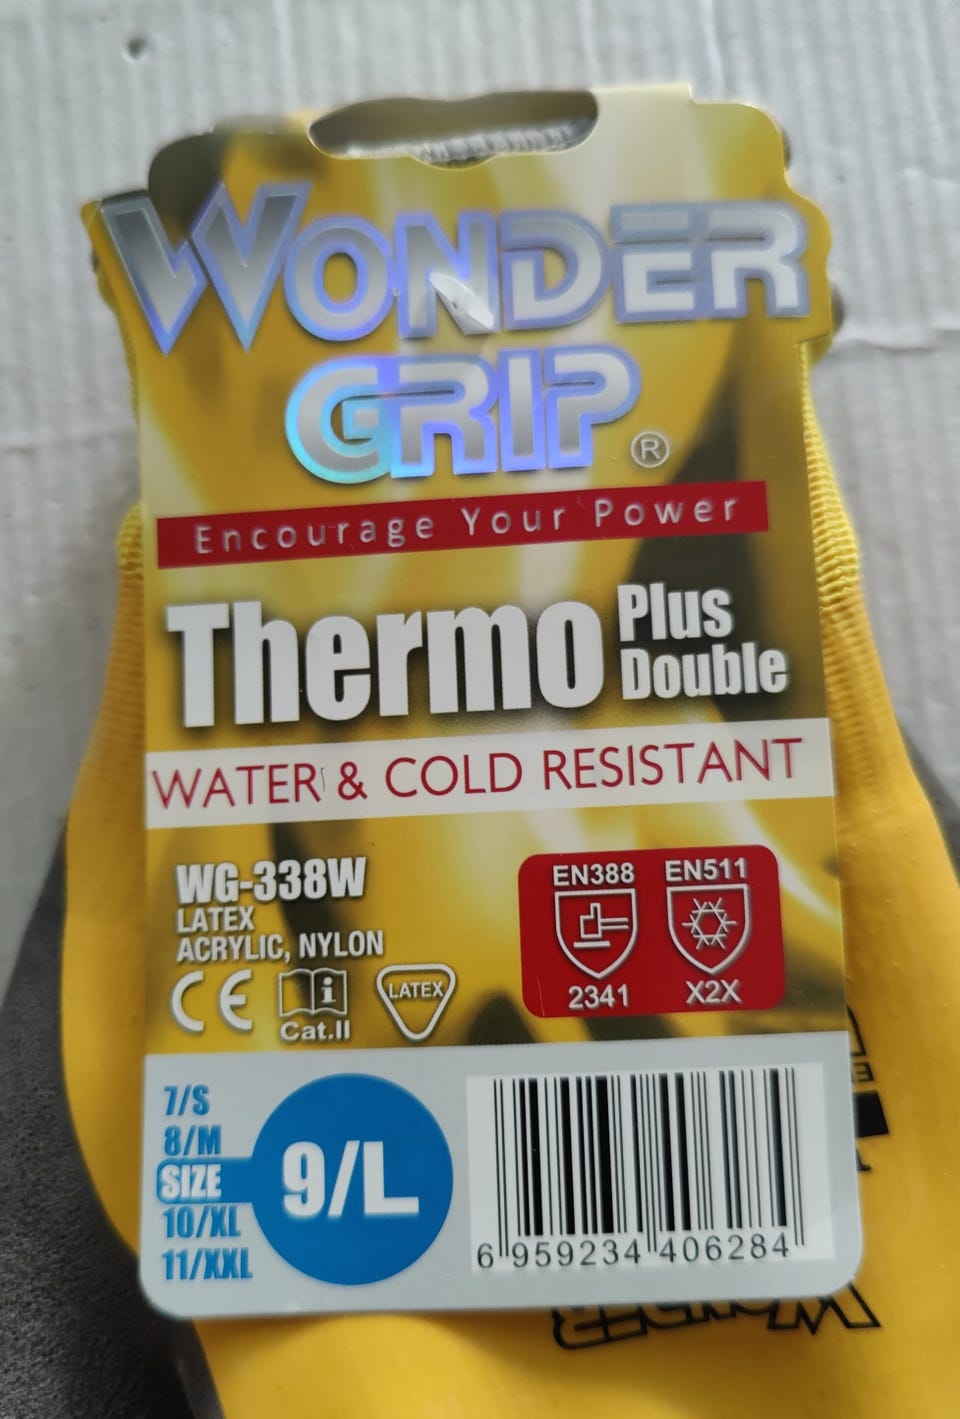 WONDER
GRIP®
Encourage Your Power
Thermo Plus Double
WATER & COLD RESISTANT
WG-338W
LATEX
ACRYLIC, NYLON
CE
Cat.II
LATEX
EN388
2341
EN511
X2X
7/S
8/M
SIZE 9/L
10/XL
11/XXL
6 959234 406284
WONDER